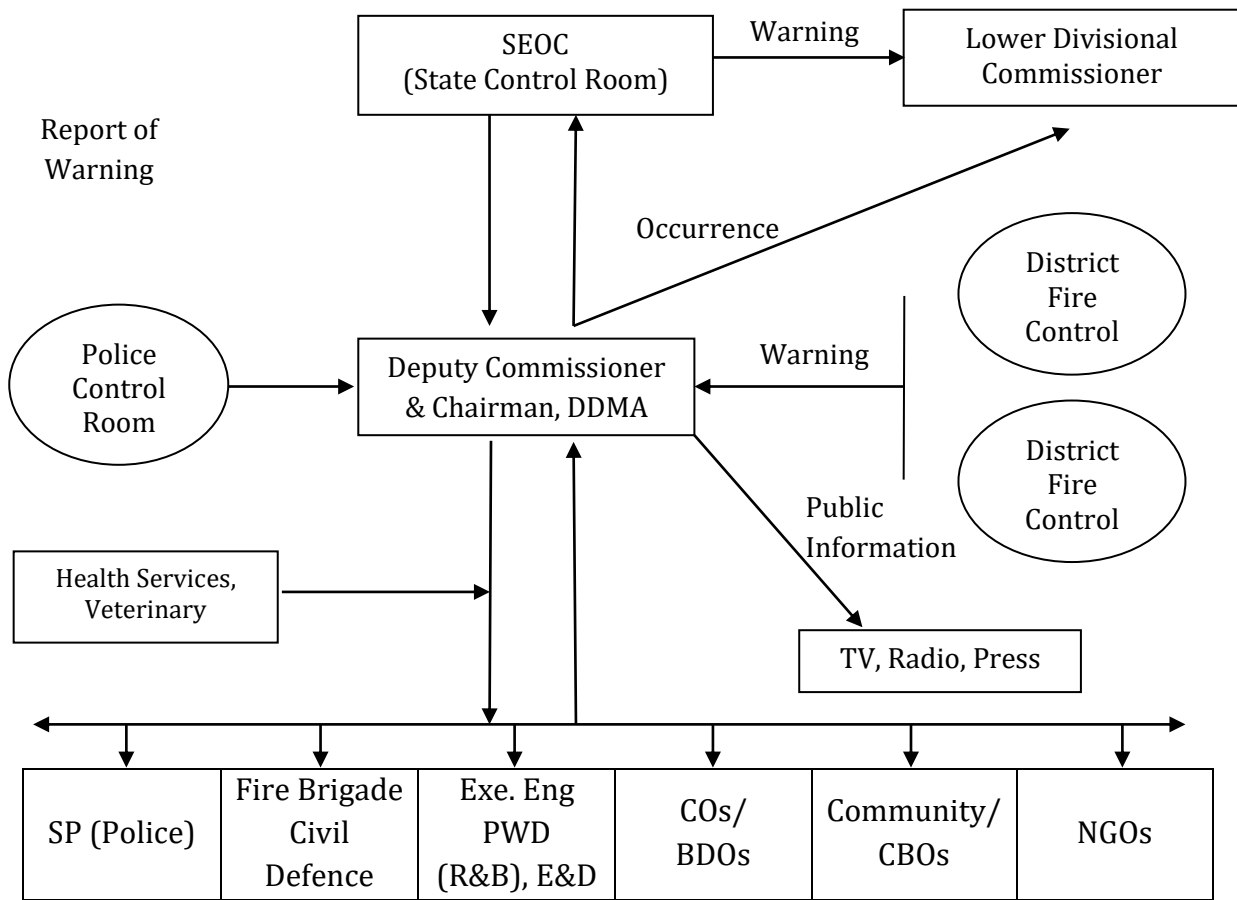 SEOC
(State Control Room)
Warning
Lower Divisional
Commissioner
Report of
Warning
Occurrence
District
Fire
Control
Police
Control
Room
Deputy Commissioner
& Chairman, DDMA
Warning
District
Fire
Control
Public
Information
Health Services,
Veterinary
TV, Radio, Press
SP (Police)
Fire Brigade
Civil
Defence
Exe. Eng
PWD
(R&B), E&D
COs/
BDOs
Community/
CBOs
NGOs